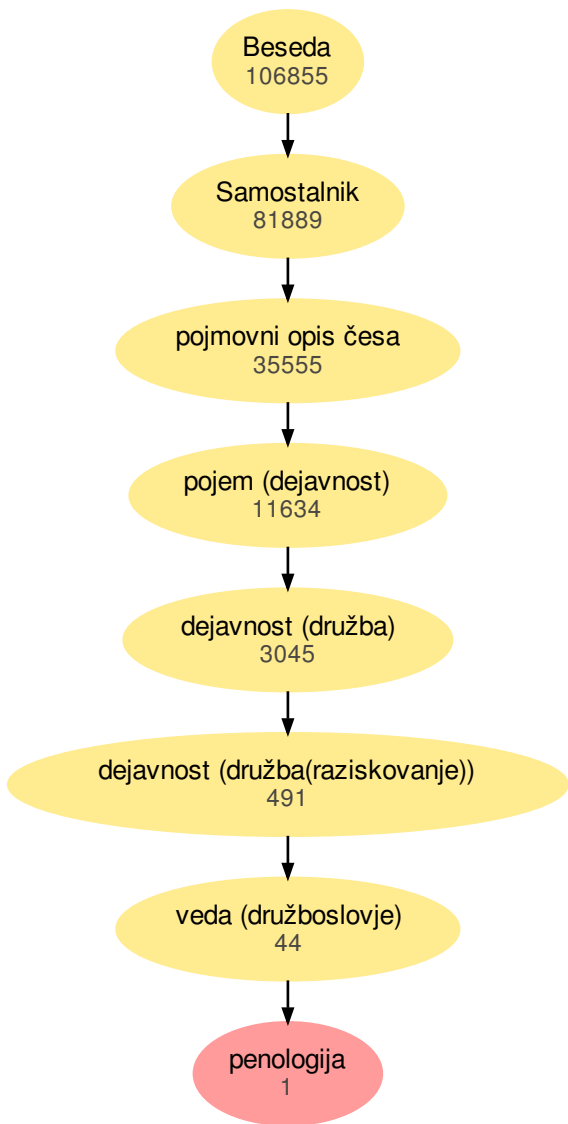 Beseda
106855
Samostalnik
81889
pojmovni opis česa
35555
pojem (dejavnost)
11634
dejavnost (družba)
3045
dejavnost (družba(raziskovanje))
491
veda (družboslovje)
44
penologija
1